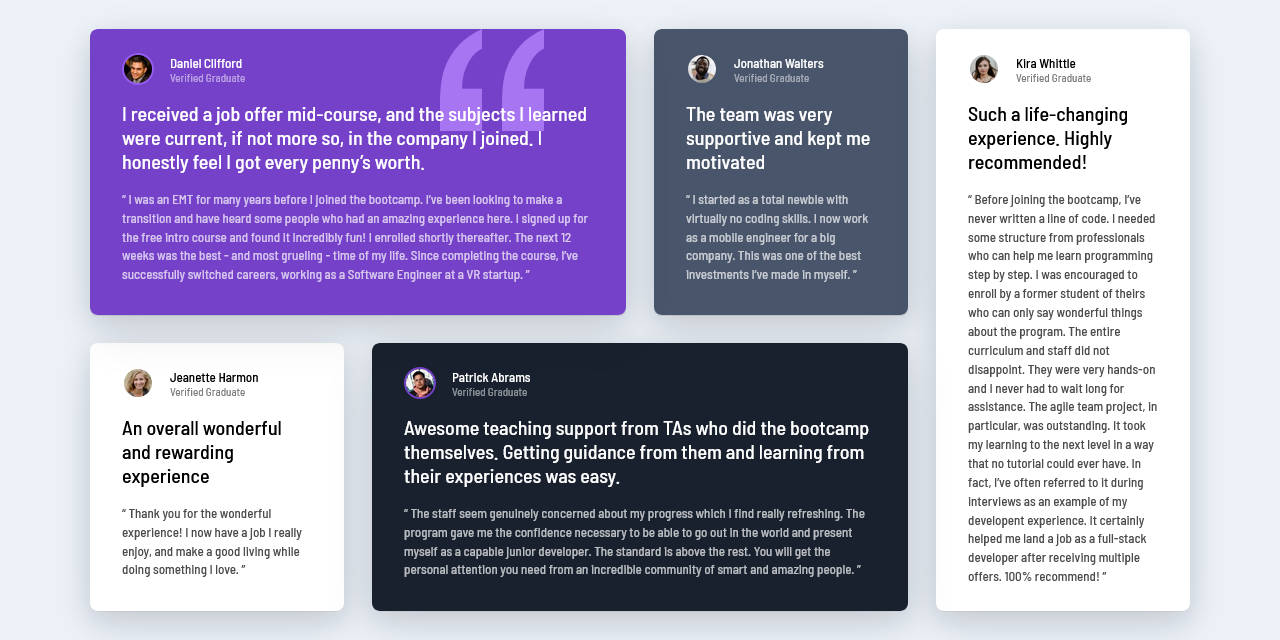 Daniel Clifford
Verified Graduate
I received a job offer mid-course, and the subjects I learned
were current, if not more so, in the company I joined. I
honestly feel I got every penny’s worth.
“ I was an EMT for many years before I joined the bootcamp. I’ve been looking to make a
transition and have heard some people who had an amazing experience here. I signed up for
the free intro course and found it incredibly fun! I enrolled shortly thereafter. The next 12
weeks was the best - and most grueling - time of my life. Since completing the course, I’ve
successfully switched careers, working as a Software Engineer at a VR startup. ”
Jonathan Walters
Verified Graduate
The team was very
supportive and kept me
motivated
“ I started as a total newbie with
virtually no coding skills. I now work
as a mobile engineer for a big
company. This was one of the best
investments I’ve made in myself. ”
Kira Whittle
Verified Graduate
Such a life-changing
experience. Highly
recommended!
“ Before joining the bootcamp, I’ve
never written a line of code. I needed
some structure from professionals
who can help me learn programming
step by step. I was encouraged to
enroll by a former student of theirs
who can only say wonderful things
about the program. The entire
curriculum and staff did not
disappoint. They were very hands-on
and I never had to wait long for
assistance. The agile team project, in
particular, was outstanding. It took
my learning to the next level in a way
that no tutorial could ever have. In
fact, I’ve often referred to it during
interviews as an example of my
developent experience. It certainly
helped me land a job as a full-stack
developer after receiving multiple
offers. 100% recommend! ”
Jeanette Harmon
Verified Graduate
An overall wonderful
and rewarding
experience
“ Thank you for the wonderful
experience! I now have a job I really
enjoy, and make a good living while
doing something I love. ”
Patrick Abrams
Verified Graduate
Awesome teaching support from TAs who did the bootcamp
themselves. Getting guidance from them and learning from
their experiences was easy.
“ The staff seem genuinely concerned about my progress which I find really refreshing. The
program gave me the confidence necessary to be able to go out in the world and present
myself as a capable junior developer. The standard is above the rest. You will get the
personal attention you need from an incredible community of smart and amazing people. ”